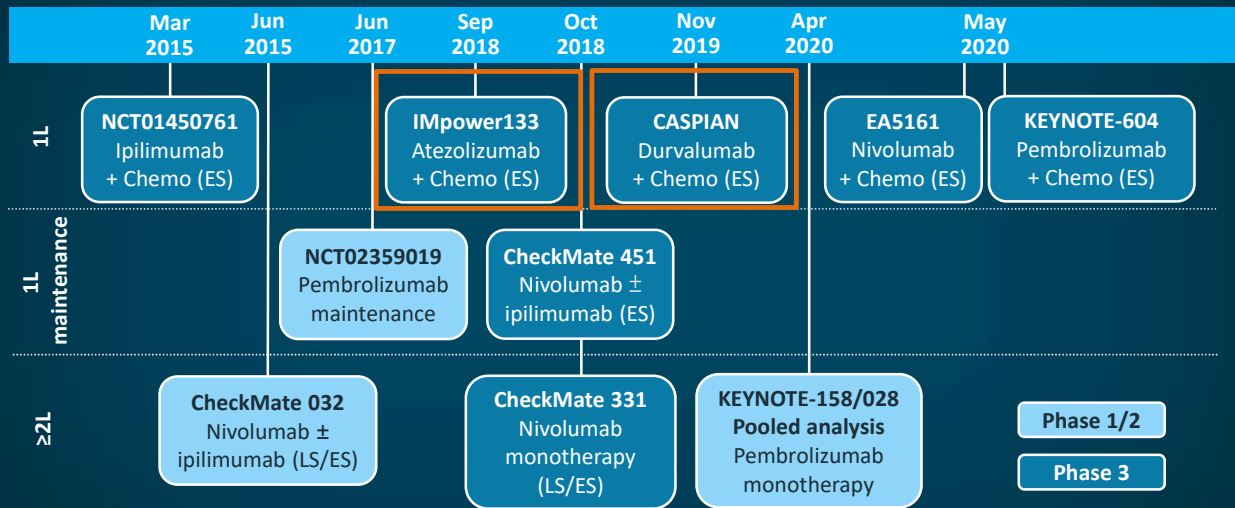 Mar 2015
Jun 2015
Jun 2017
Sep 2018
Oct 2018
Nov 2019
Apr 2020
May 2020
1L
NCT01450761
Ipilimumab
+ Chemo (ES)
IMpower133
Atezolizumab
+ Chemo (ES)
CASPIAN
Durvalumab
+ Chemo (ES)
EA5161
Nivolumab
+ Chemo (ES)
KEYNOTE-604
Pembrolizumab
+ Chemo (ES)
1L
maintenance
NCT02359019
Pembrolizumab
maintenance
CheckMate 451
Nivolumab ±
ipilimumab (ES)
≥2L
CheckMate 032
Nivolumab ±
ipilimumab (LS/ES)
CheckMate 331
Nivolumab
monotherapy
(LS/ES)
KEYNOTE-158/028
Pooled analysis
Pembrolizumab
monotherapy
Phase 1/2
Phase 3